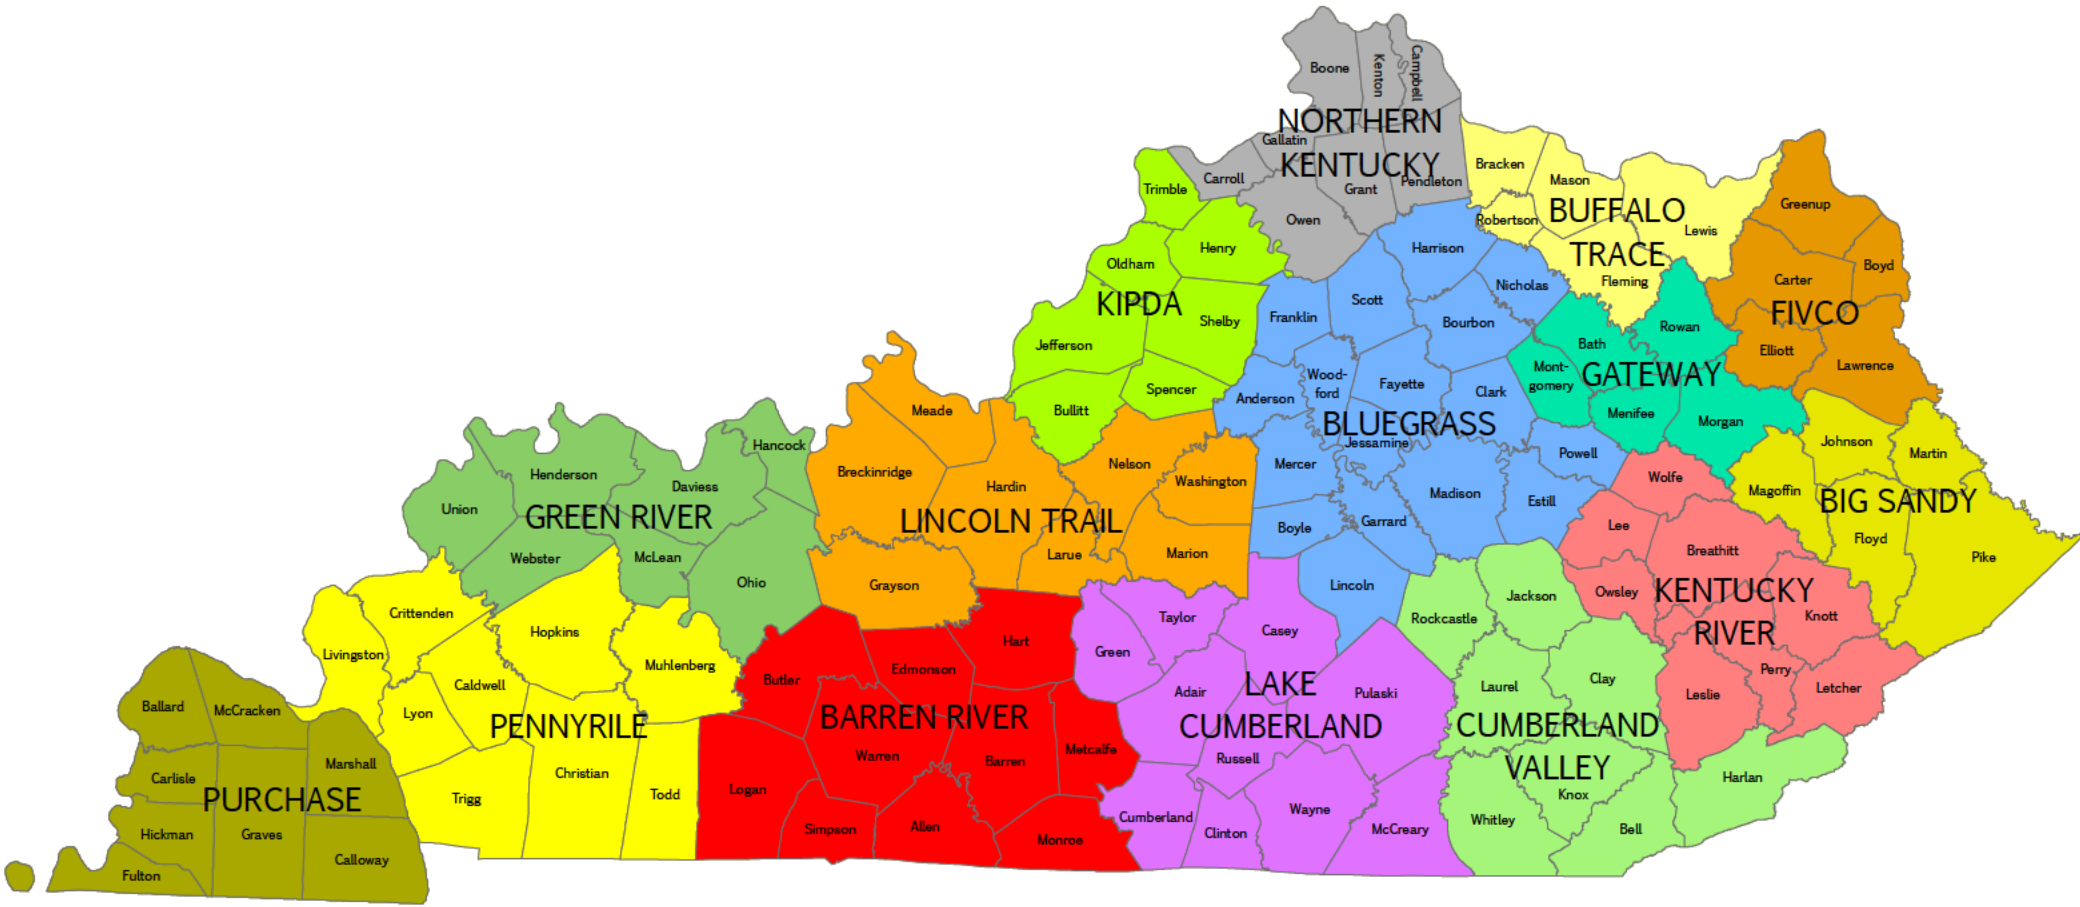 Boone
Kenton
Campbell
NORTHERN
KENTUCKY
Gallatin
Carroll
Grant
Pendleton
Owen
Bracken
Mason
Robertson
BUFFALO
TRACE
Lewis
Fleming
Greenup
Carter
Boyd
FIVCO
Elliott
Lawrence
Trimble
Henry
Oldham
KIPDA
Shelby
Jefferson
Spencer
Bullitt
Harrison
Nicholas
Scott
Franklin
Bourbon
Wood-
ford
Fayette
Clark
Anderson
BLUEGRASS
Jessamine
Mercer
Madison
Powell
Estill
Boyle
Garrard
Lincoln
Rowan
Bath
Mont-
gomery
GATEWAY
Menifee
Morgan
Johnson
Martin
Magoffin
BIG SANDY
Floyd
Pike
Meade
Breckinridge
Hardin
Nelson
Washington
LINCOLN TRAIL
Larue
Marion
Grayson
Hancock
Henderson
Daviess
Union
GREEN RIVER
Webster
McLean
Ohio
Wolfe
Lee
Breathitt
Owsley
KENTUCKY
RIVER
Knott
Perry
Leslie
Letcher
Crittenden
Livingston
Hopkins
Muhlenberg
Caldwell
Lyon
PENNYRILE
Christian
Trigg
Todd
Hart
Edmonson
Butler
BARREN RIVER
Warren
Barren
Metcalfe
Logan
Simpson
Allen
Monroe
Taylor
Green
Casey
Adair
LAKE
CUMBERLAND
Pulaski
Russell
Cumberland
Clinton
Wayne
McCreary
Jackson
Rockcastle
Laurel
Clay
CUMBERLAND
VALLEY
Knox
Whitley
Bell
Harlan
Ballard
McCracken
Carlisle
Marshall
PURCHASE
Hickman
Graves
Calloway
Fulton